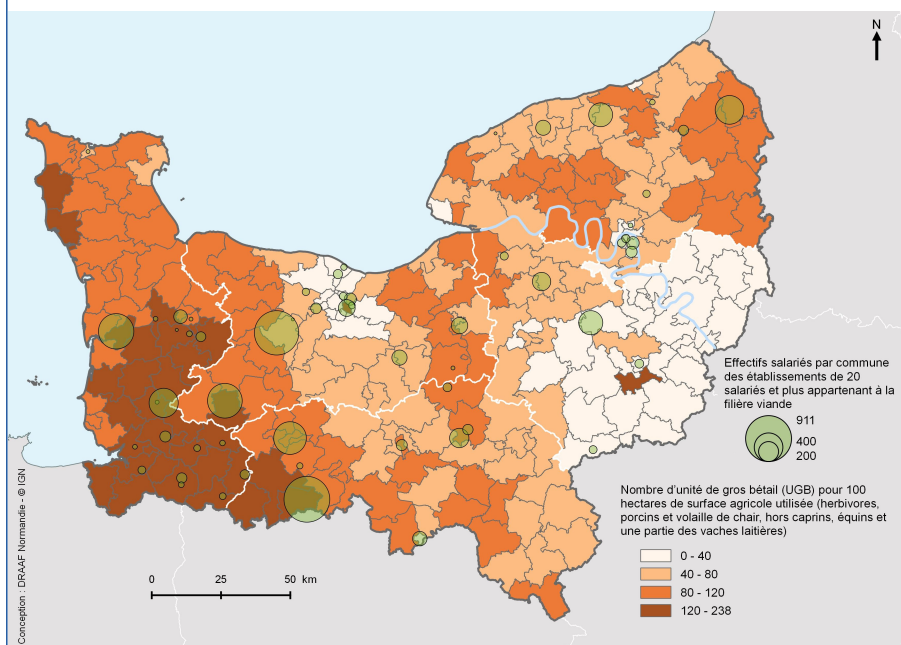 N
Effectifs salariés par commune
des établissements de 20
salariés et plus appartenant à la
filière viande
911
400
200
Nombre d'unité de gros bétail (UGB) pour 100
hectares de surface agricole utilisée (herbivores,
porcins et volaille de chair, hors caprins, équins et
une partie des vaches laitières)
0 - 40
40 - 80
80 - 120
120 - 238
0 25 50 km
Conception : DRAAF Normandie - © IGN